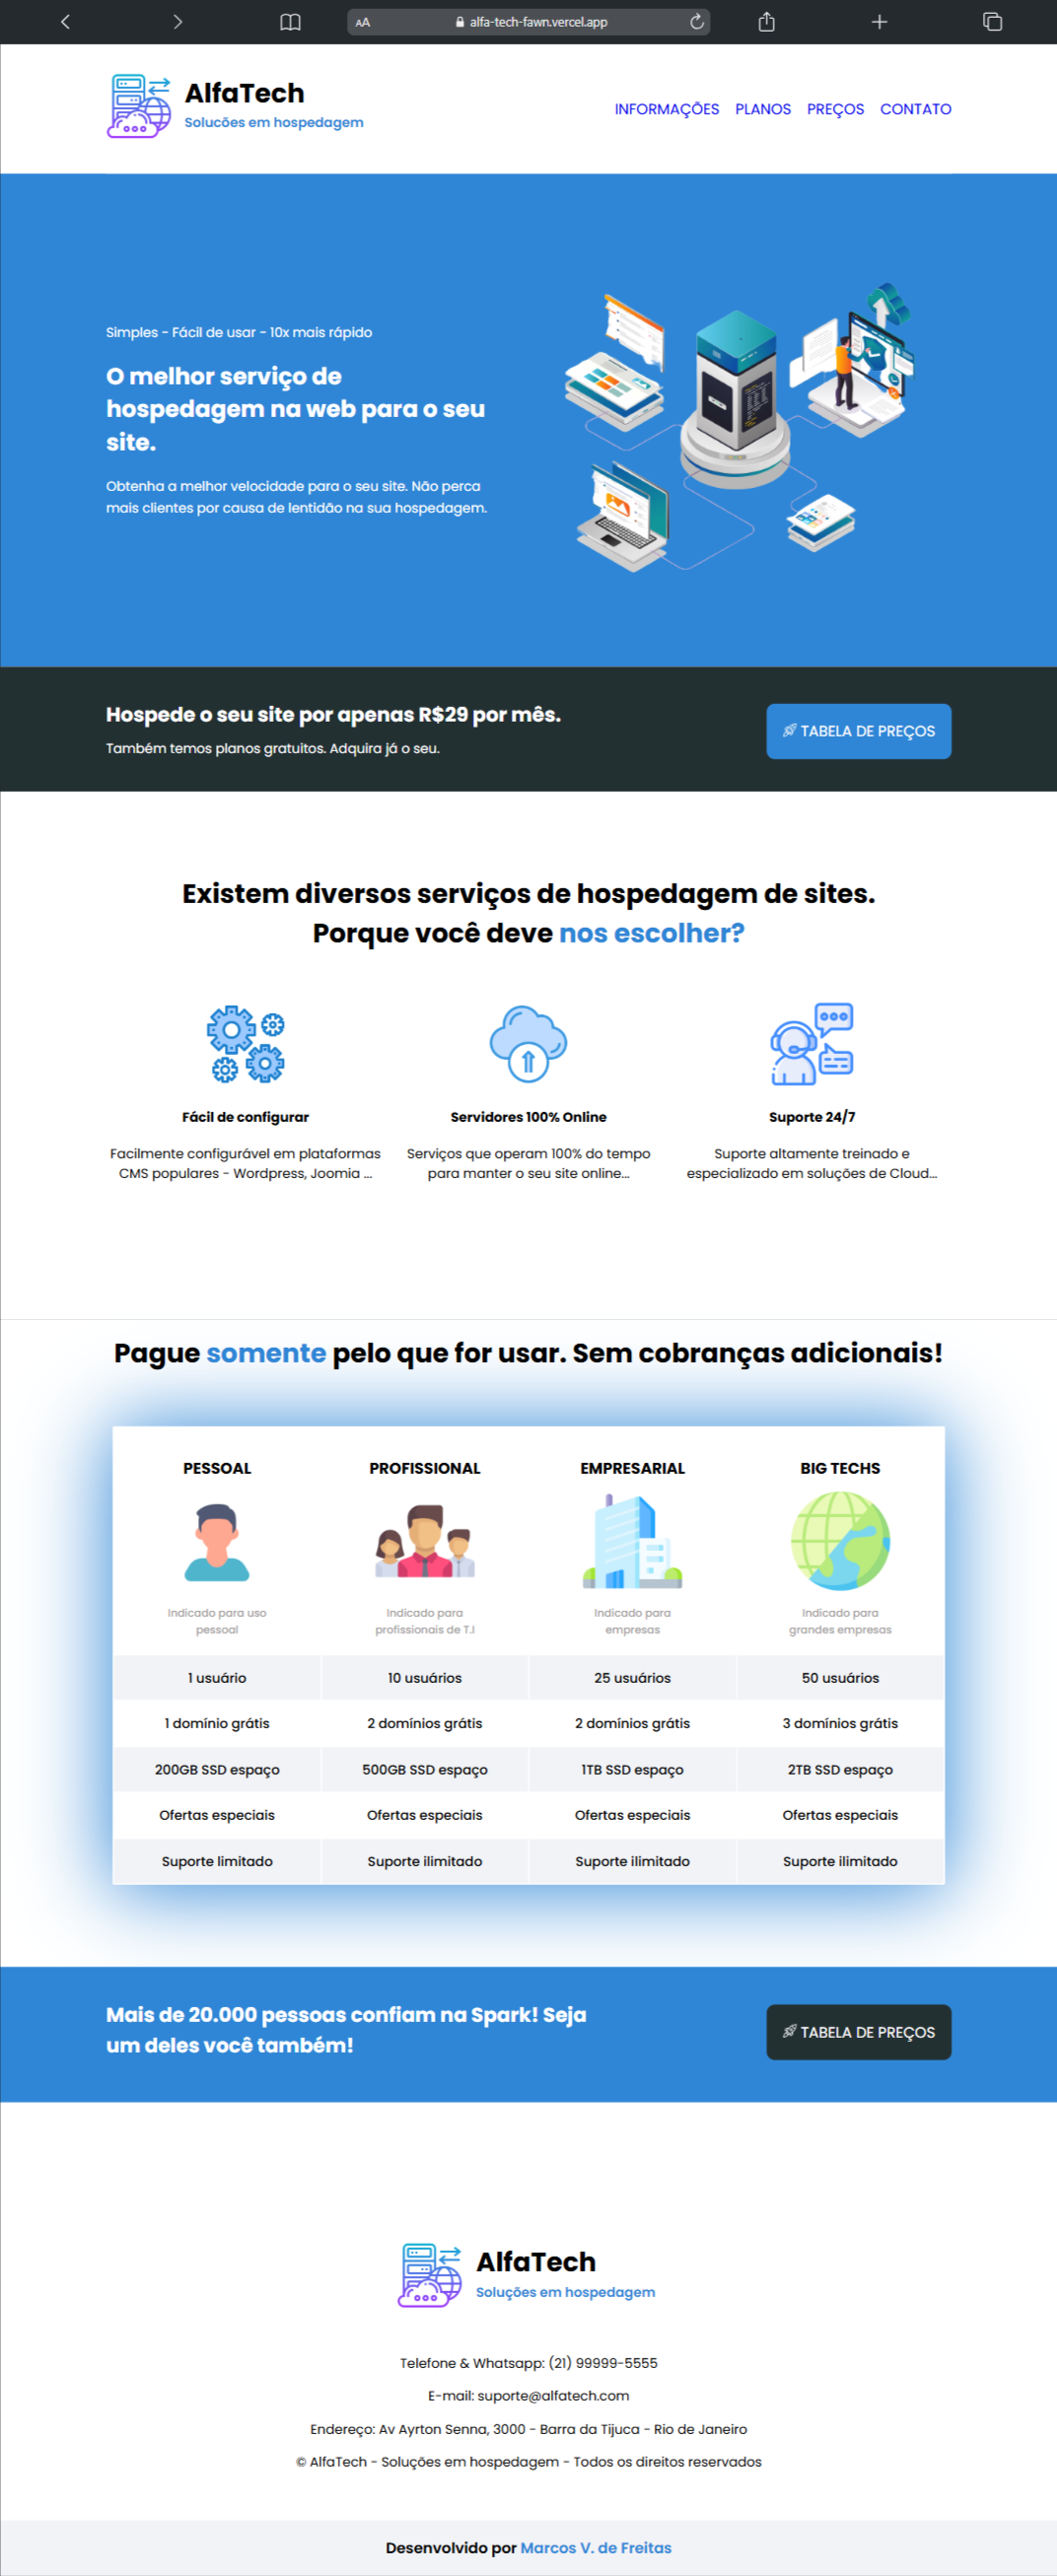 AA
alfa-tech-fawn.vercel.app
AlfaTech
Solucões em hospedagem
INFORMAÇÕES PLANOS PREÇOS CONTATO
Simples - Fácil de usar - 10x mais rápido
O melhor serviço de
hospedagem na web para o seu
site.
Obtenha a melhor velocidade para o seu site. Não perca
mais clientes por causa de lentidão na sua hospedagem.
Hospede o seu site por apenas R$29 por mês.
Também temos planos gratuitos. Adquira já o seu.
TABELA DE PREÇOS
Existem diversos serviços de hospedagem de sites.
Porque você deve nos escolher?
Fácil de configurar
Facilmente configurável em plataformas
CMS populares - Wordpress, Joomia ...
Servidores 100% Online
Serviços que operam 100% do tempo
para manter o seu site online...
Suporte 24/7
Suporte altamente treinado e
especializado em soluções de Cloud...
Pague somente pelo que for usar. Sem cobranças adicionais!
PESSOAL PROFISSIONAL EMPRESARIAL BIG TECHS
Indicado para uso
pessoal
Indicado para
profissionais de T.I
Indicado para
empresas
Indicado para
grandes empresas
1 usuário 10 usuários 25 usuários 50 usuários
1 domínio grátis 2 domínios grátis 2 domínios grátis 3 domínios grátis
200GB SSD espaço 500GB SSD espaço 1TB SSD espaço 2TB SSD espaço
Ofertas especiais Ofertas especiais Ofertas especiais Ofertas especiais
Suporte limitado Suporte ilimitado Suporte ilimitado Suporte ilimitado
Mais de 20.000 pessoas confiam na Spark! Seja
um deles você também!
TABELA DE PREÇOS
AlfaTech
Soluções em hospedagem
Telefone & Whatsapp: (21) 99999-5555
E-mail: suporte@alfatech.com
Endereço: Av Ayrton Senna, 3000 - Barra da Tijuca - Rio de Janeiro
© AlfaTech - Soluções em hospedagem - Todos os direitos reservados
Desenvolvido por Marcos V. de Freitas